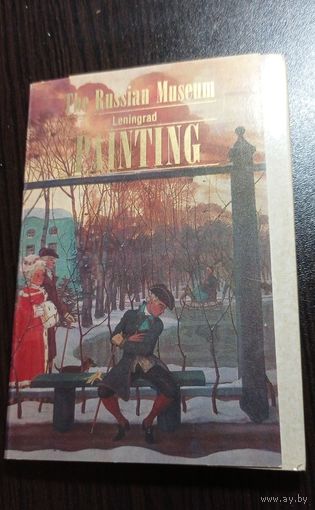 The Russian Museum
Leningrad
PAINTING
www.ay.by